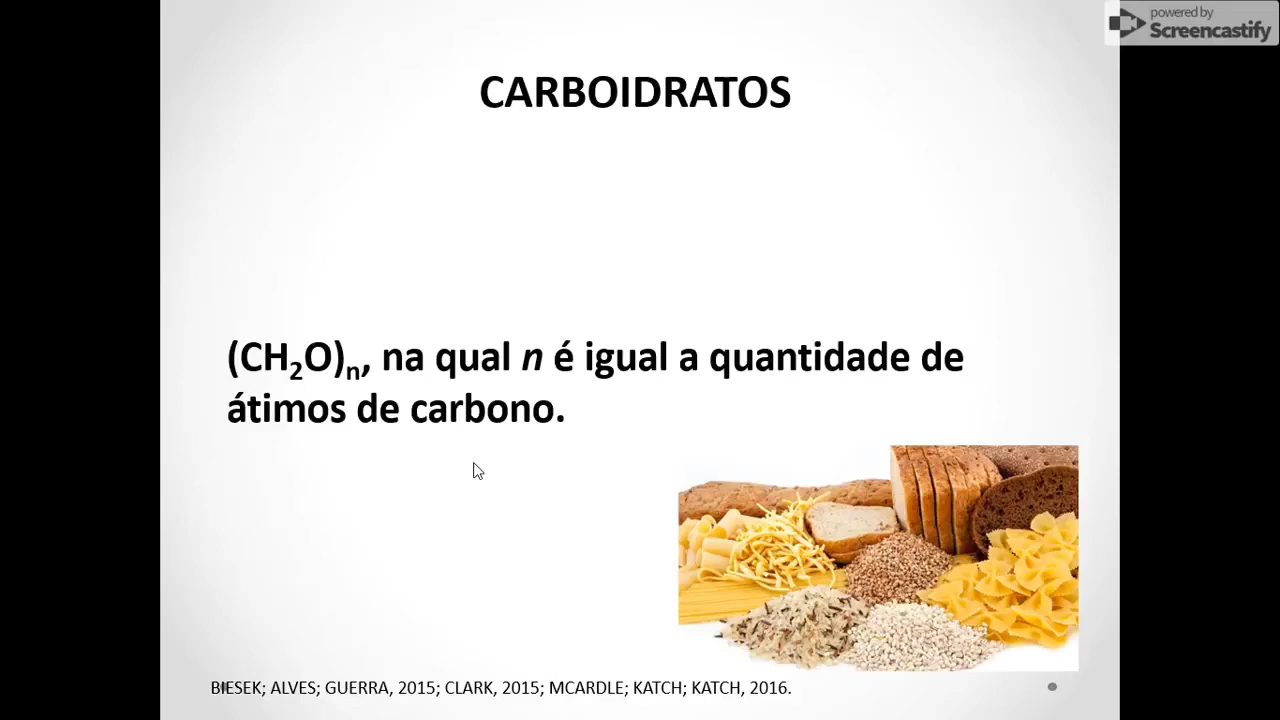 powered by
Screencastify
CARBOIDRATOS
(CH₂O)ₙ, na qual n é igual a quantidade de
átimos de carbono.
BIESEK; ALVES; GUERRA, 2015; CLARK, 2015; MCARDLE; KATCH; KATCH, 2016.